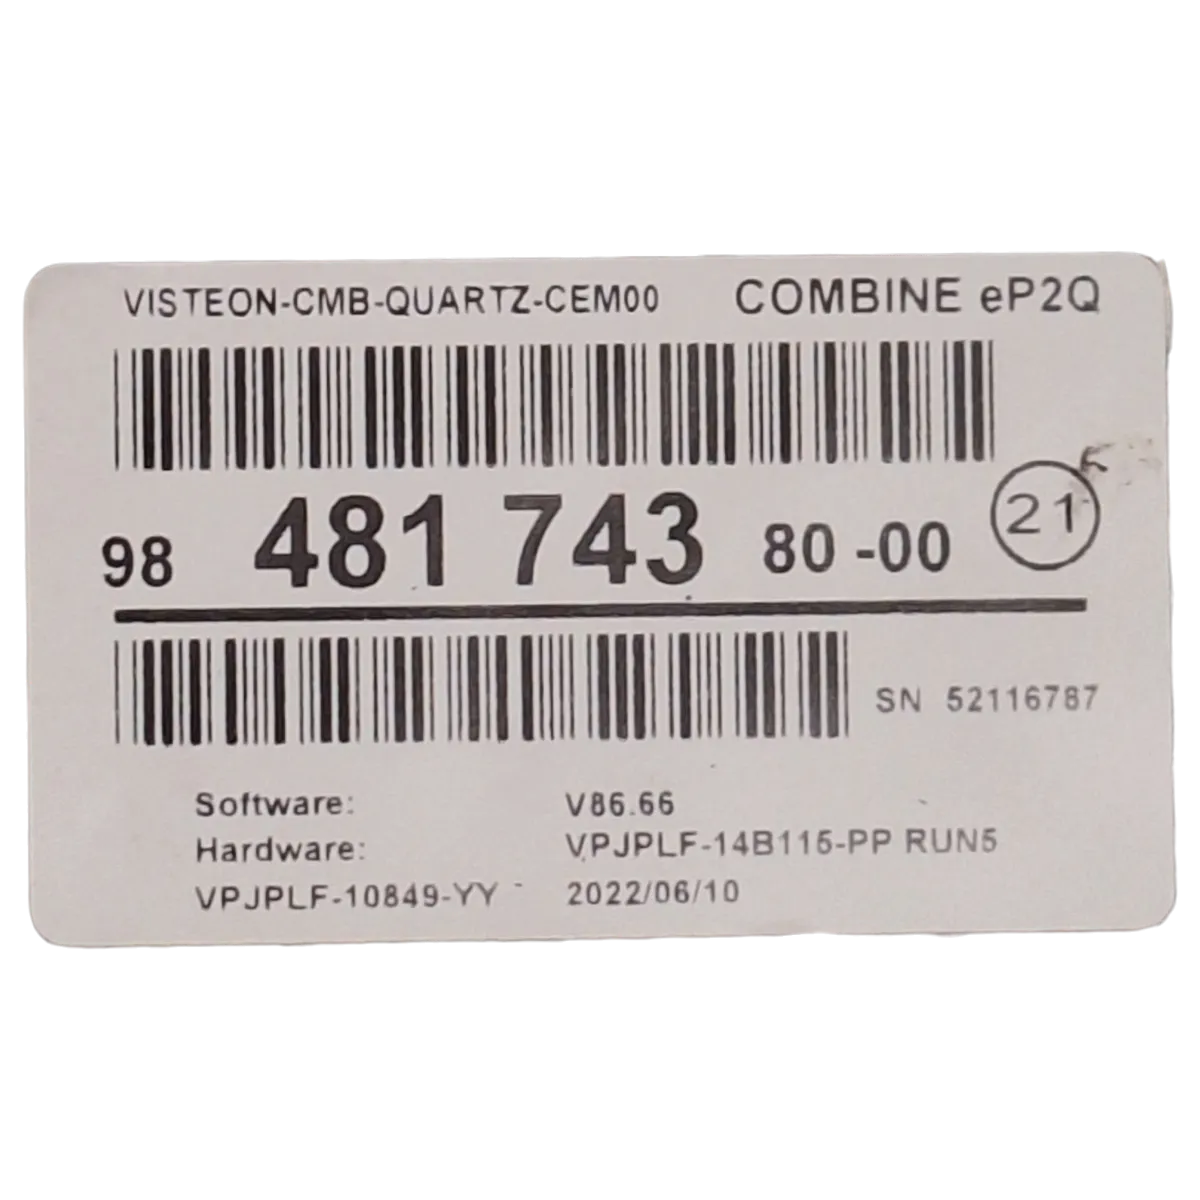 VISTEON-CMB-QUARTZ-CEM00 COMBINE eP2Q
98 481 743 80 -00 21
SN 52116787
Software: V86.66
Hardware: VPJPLF-14B115-PP RUN5
VPJPLF-10849-YY 2022/06/10